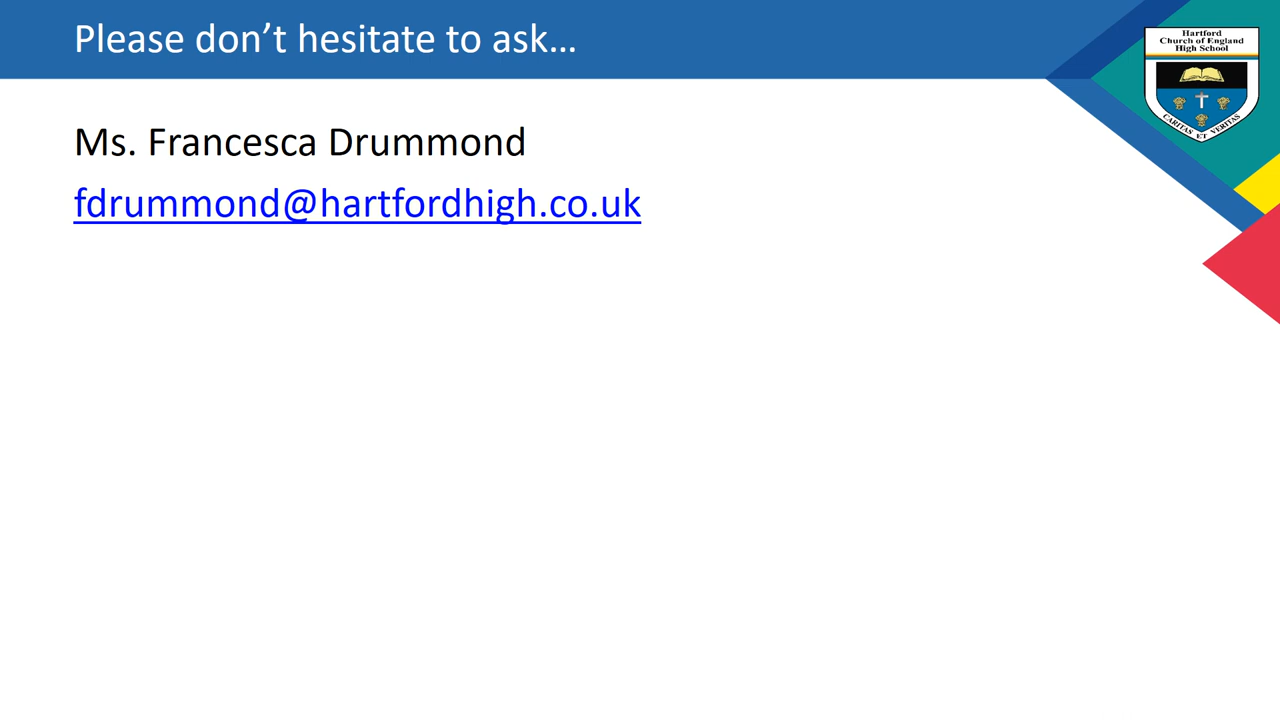 Please don’t hesitate to ask…
Hartford
Church of England
High School
CARITAS ET VERITAS
Ms. Francesca Drummond
fdrummond@hartfordhigh.co.uk